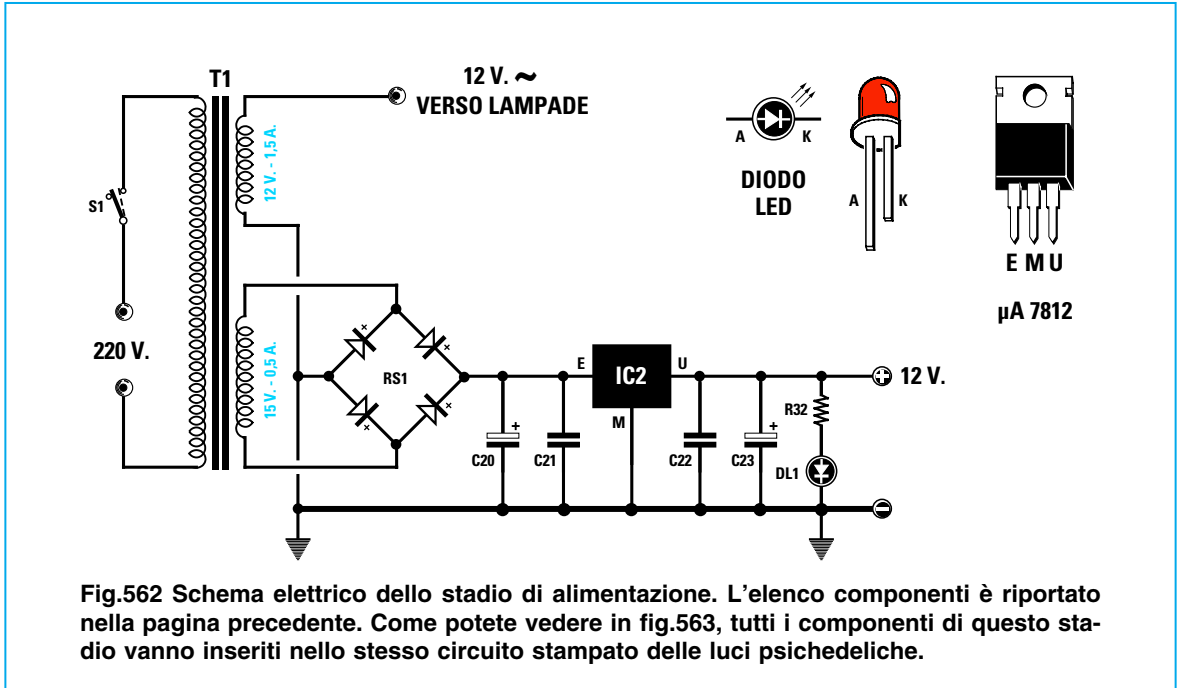 T1
12 V. ~
VERSO LAMPADE
12 V. - 1,5 A.
S1
220 V.
15 V. - 0,5 A.
RS1
E
IC2
U
M
+
C20
C21
C22
+
C23
R32
DL1
+ 12 V.
-
A
K
DIODO
LED
A
K
E M U
µA 7812
Fig.562 Schema elettrico dello stadio di alimentazione. L'elenco componenti è riportato
nella pagina precedente. Come potete vedere in fig.563, tutti i componenti di questo sta-
dio vanno inseriti nello stesso circuito stampato delle luci psichedeliche.